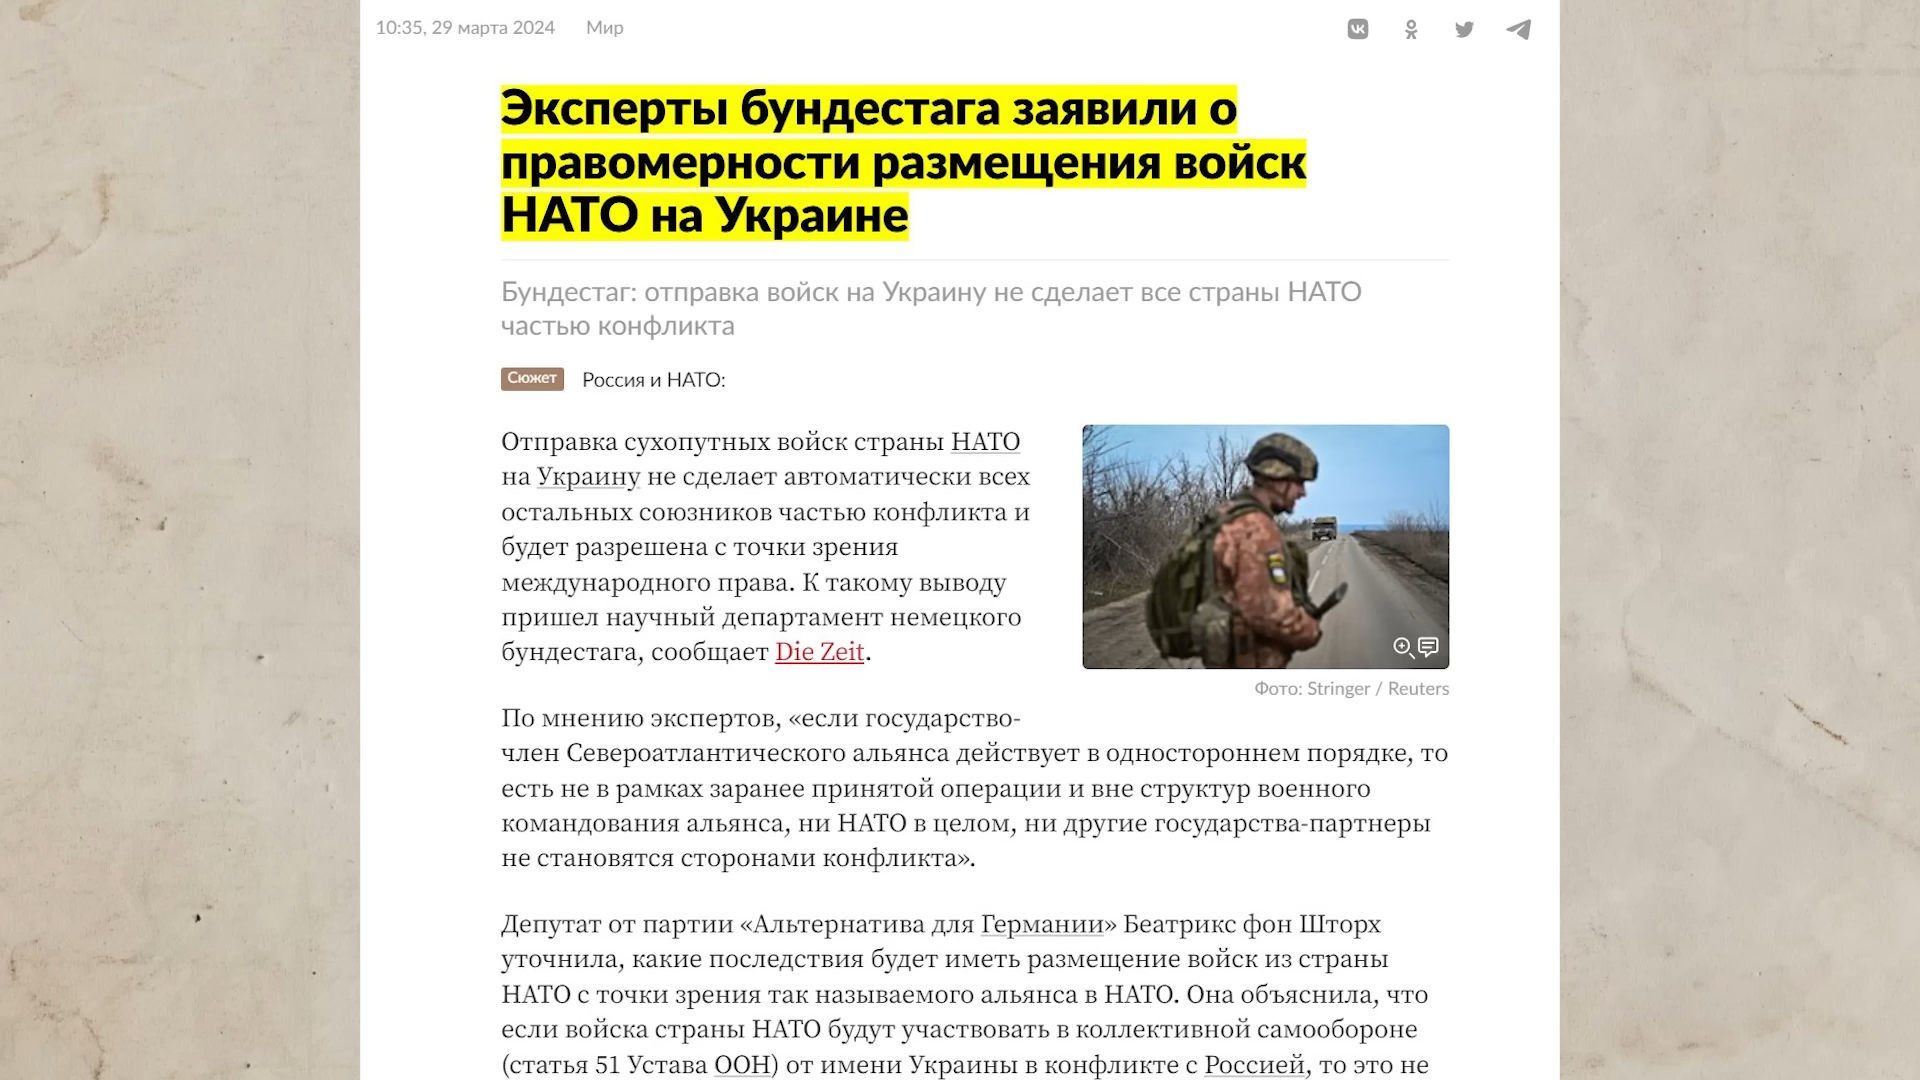 10:35, 29 марта 2024 Мир
Эксперты бундестага заявили о
правомерности размещения войск
НАТО на Украине
Бундестаг: отправка войск на Украину не сделает все страны НАТО
частью конфликта
Сюжет Россия и НАТО:
Отправка сухопутных войск страны НАТО
на Украину не сделает автоматически всех
остальных союзников частью конфликта и
будет разрешена с точки зрения
международного права. К такому выводу
пришел научный департамент немецкого
бундестага, сообщает Die Zeit.
Фото: Stringer / Reuters
По мнению экспертов, «если государство-
член Североатлантического альянса действует в одностороннем порядке, то
есть не в рамках заранее принятой операции и вне структур военного
командования альянса, ни НАТО в целом, ни другие государства-партнеры
не становятся сторонами конфликта».
Депутат от партии «Альтернатива для Германии» Беатрикс фон Шторх
уточнила, какие последствия будет иметь размещение войск из страны
НАТО с точки зрения так называемого альянса в НАТО. Она объяснила, что
если войска страны НАТО будут участвовать в коллективной самообороне
(статья 51 Устава ООН) от имени Украины в конфликте с Россией, то это не